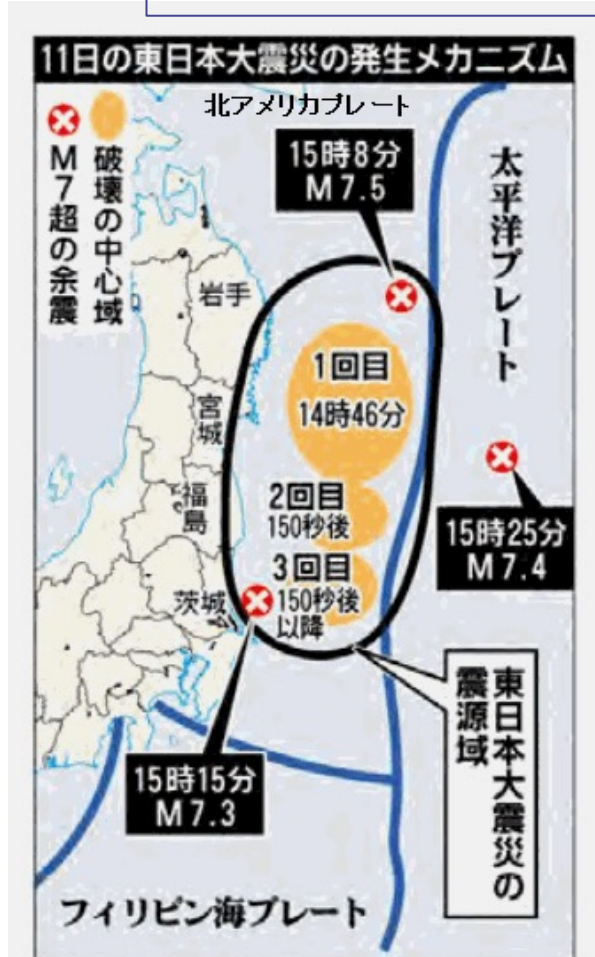 11日の東日本大震災の発生メカニズム
北アメリカプレート
破壊の中心域
M7超の余震
15時8分
M7.5
太平洋プレート
岩手
1回目
14時46分
宮城
2回目
150秒後
福島
15時25分
M7.4
3回目
150秒後
以降
茨城
東日本大震災の
震源域
15時15分
M7.3
フィリピン海プレート